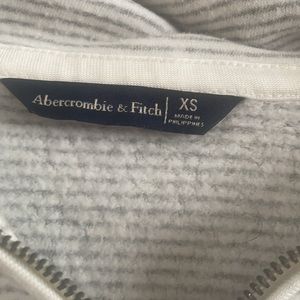 Abercrombie & Fitch XS
MADE IN
PHILIPPINES